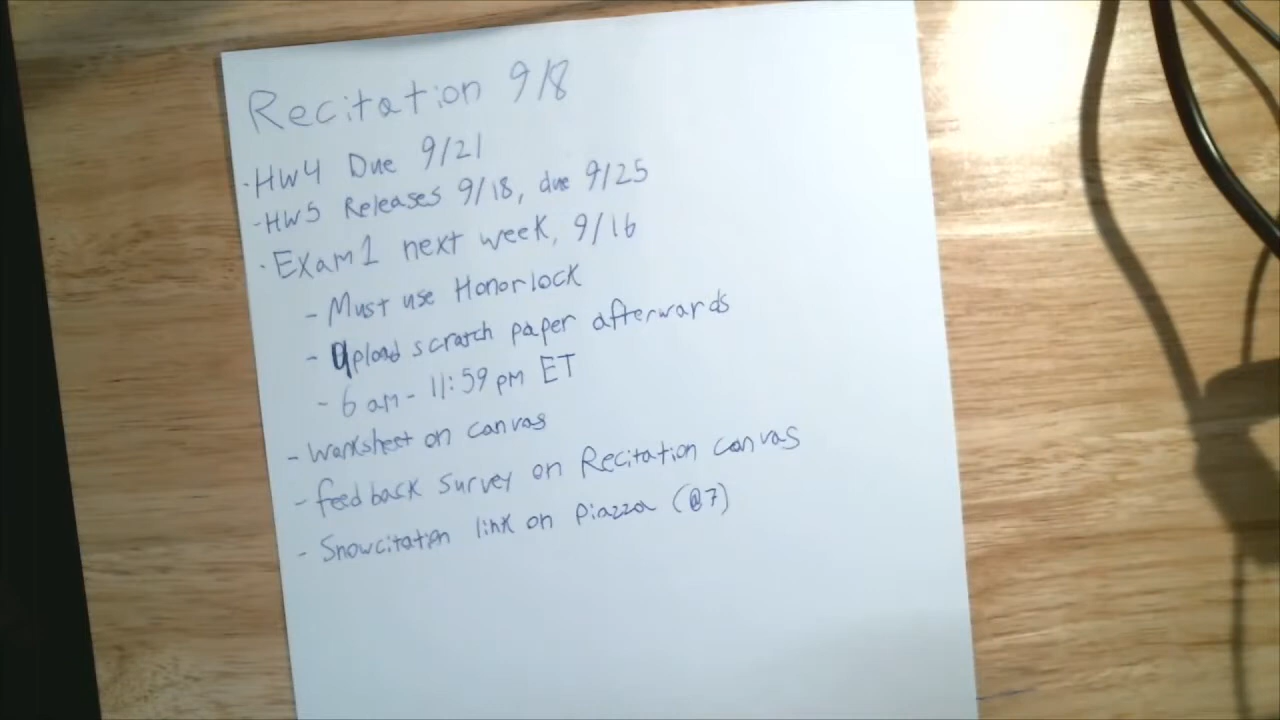 Recitation 9/8
· HW4 Due 9/21
· HW5 Releases 9/18, due 9/25
· Exam 1 next week, 9/16
- Must use Honorlock
- Upload scratch paper afterwards
- 6 am - 11:59 pm ET
- Worksheet on canvas
- feedback survey on Recitation canvas
- Snowcitation link on Piazza (@7)